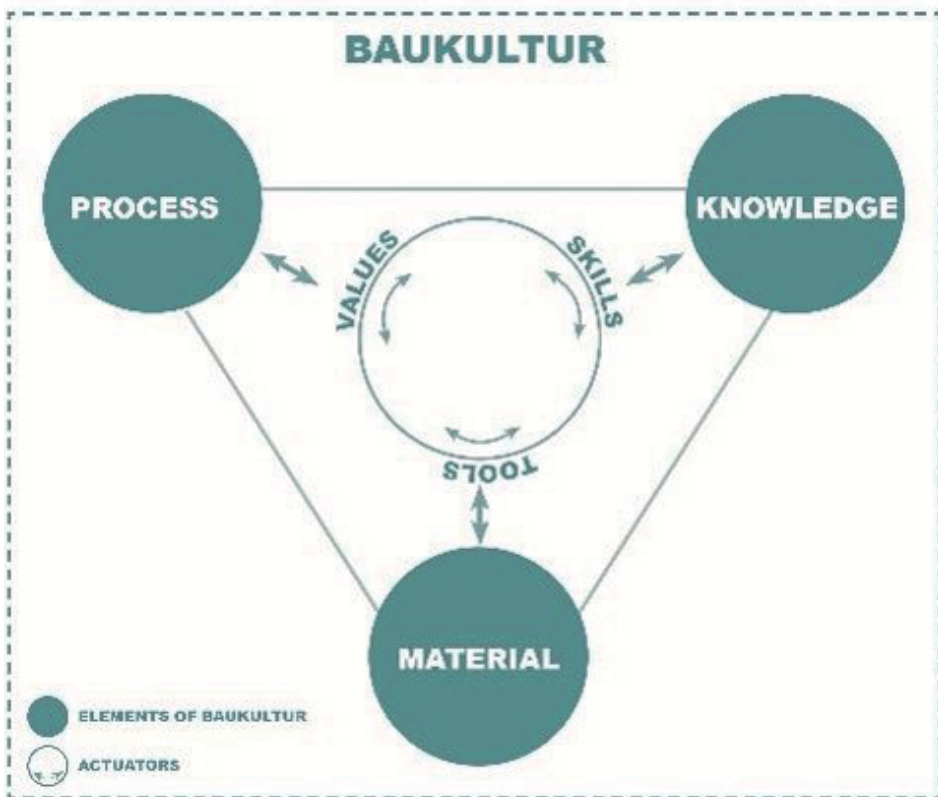 BAUKULTUR
PROCESS
KNOWLEDGE
VALUES
SKILLS
TOOLS
MATERIAL
ELEMENTS OF BAUKULTUR
ACTUATORS